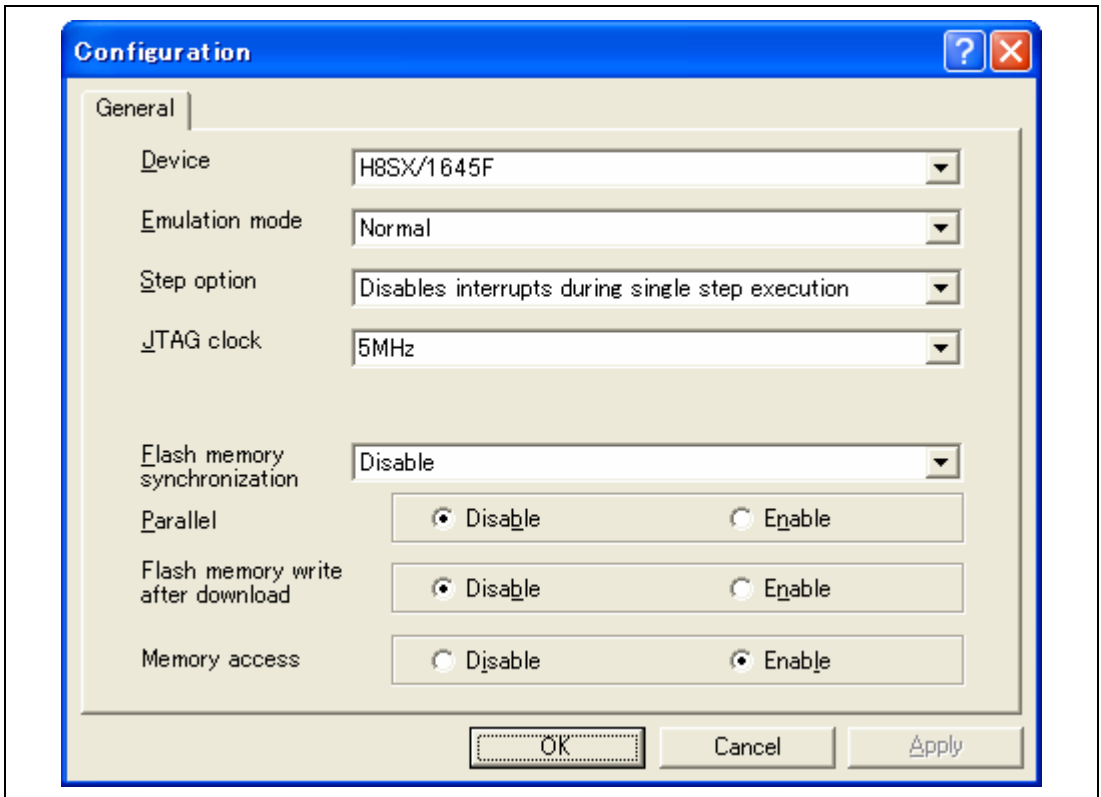 Configuration
General
Device
H8SX/1645F
Emulation mode
Normal
Step option
Disables interrupts during single step execution
JTAG clock
5MHz
Flash memory
synchronization
Disable
Parallel
Disable Enable
Flash memory write
after download
Disable Enable
Memory access
Disable Enable
OK Cancel Apply